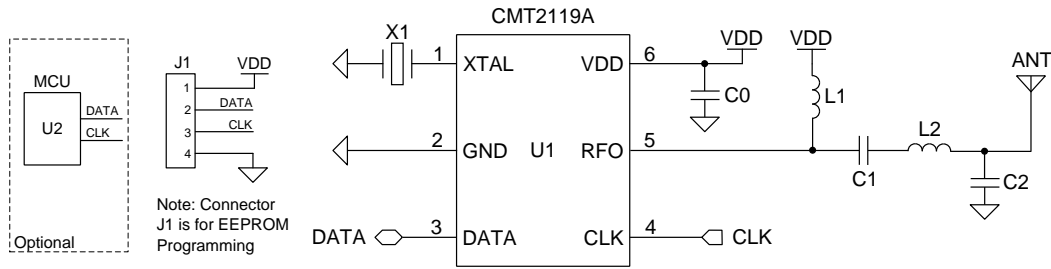 CMT2119A
MCU
U2
DATA
CLK
Optional
J1
VDD
1
2
DATA
3
CLK
4
Note: Connector
J1 is for EEPROM
Programming
X1
1
XTAL
2
GND
DATA
3
DATA
U1
VDD
6
VDD
C0
RFO
5
CLK
4
CLK
VDD
L1
C1
L2
C2
ANT